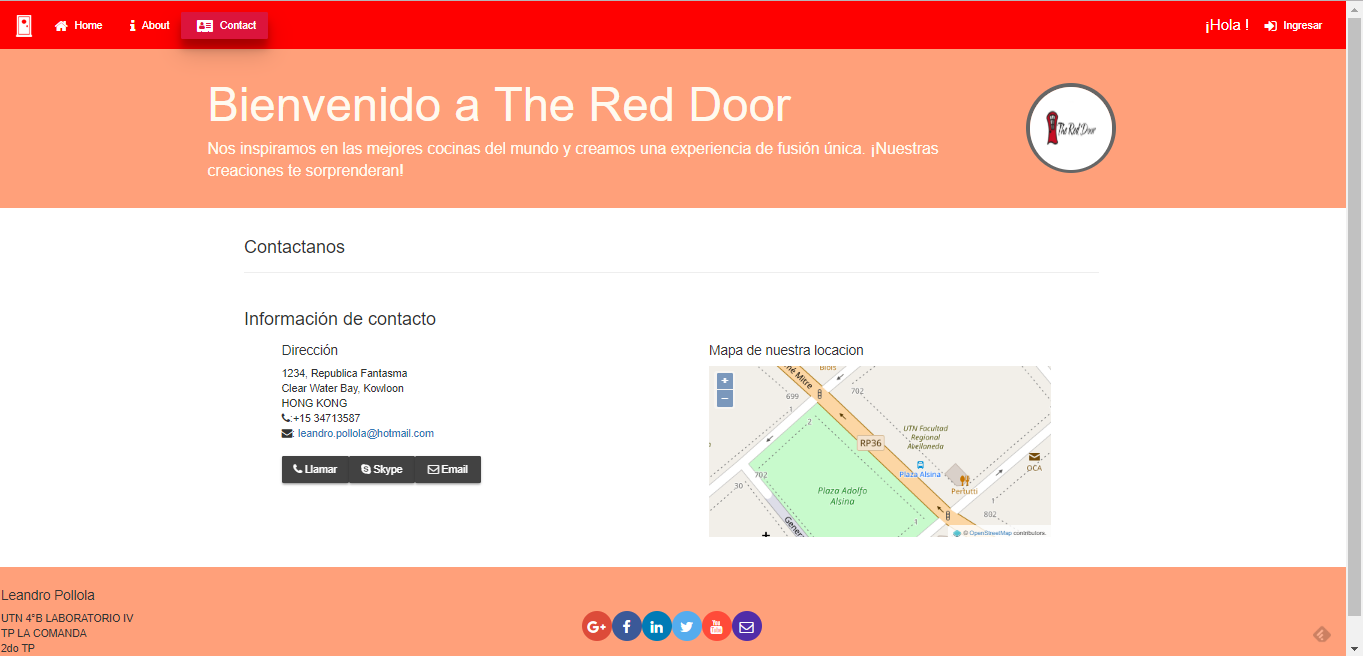 Home
About
Contact
¡Hola !
Ingresar
Bienvenido a The Red Door
Nos inspiramos en las mejores cocinas del mundo y creamos una experiencia de fusión única. ¡Nuestras
creaciones te sorprenderan!
The Red Door
Contactanos
Información de contacto
Dirección
1234, Republica Fantasma
Clear Water Bay, Kowloon
HONG KONG
:+15 34713587
: leandro.pollola@hotmail.com
Llamar
Skype
Email
Mapa de nuestra locacion
+
−
Mitre
699
702
1
2
RP36
UTN Facultad
Regional
Avellaneda
Plaza Alsina
OCA
Pertutti
702
30
Plaza Adolfo
Alsina
1
802
1
© OpenStreetMap contributors.
Leandro Pollola
UTN 4°B LABORATORIO IV
TP LA COMANDA
2do TP
G+
f
in
You
Tube